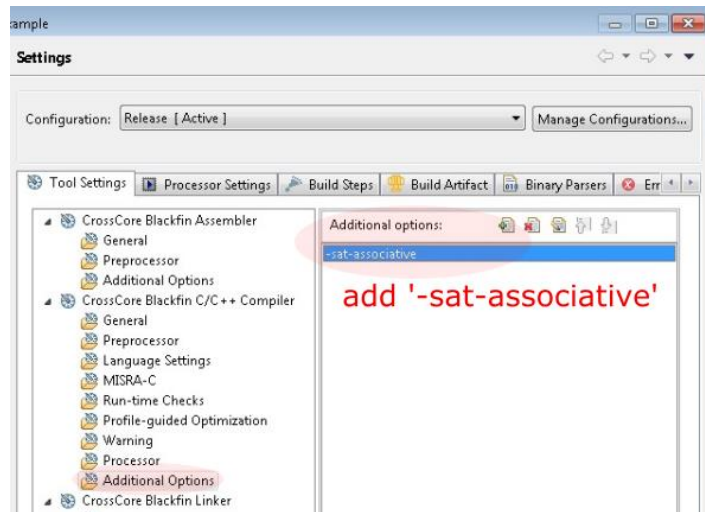 ample
Settings
Configuration: Release [ Active ] Manage Configurations...
Tool Settings Processor Settings Build Steps Build Artifact Binary Parsers Err
CrossCore Blackfin Assembler
General
Preprocessor
Additional Options
CrossCore Blackfin C/C++ Compiler
General
Preprocessor
Language Settings
MISRA-C
Run-time Checks
Profile-guided Optimization
Warning
Processor
Additional Options
CrossCore Blackfin Linker
Additional options:
-sat-associative
add '-sat-associative'